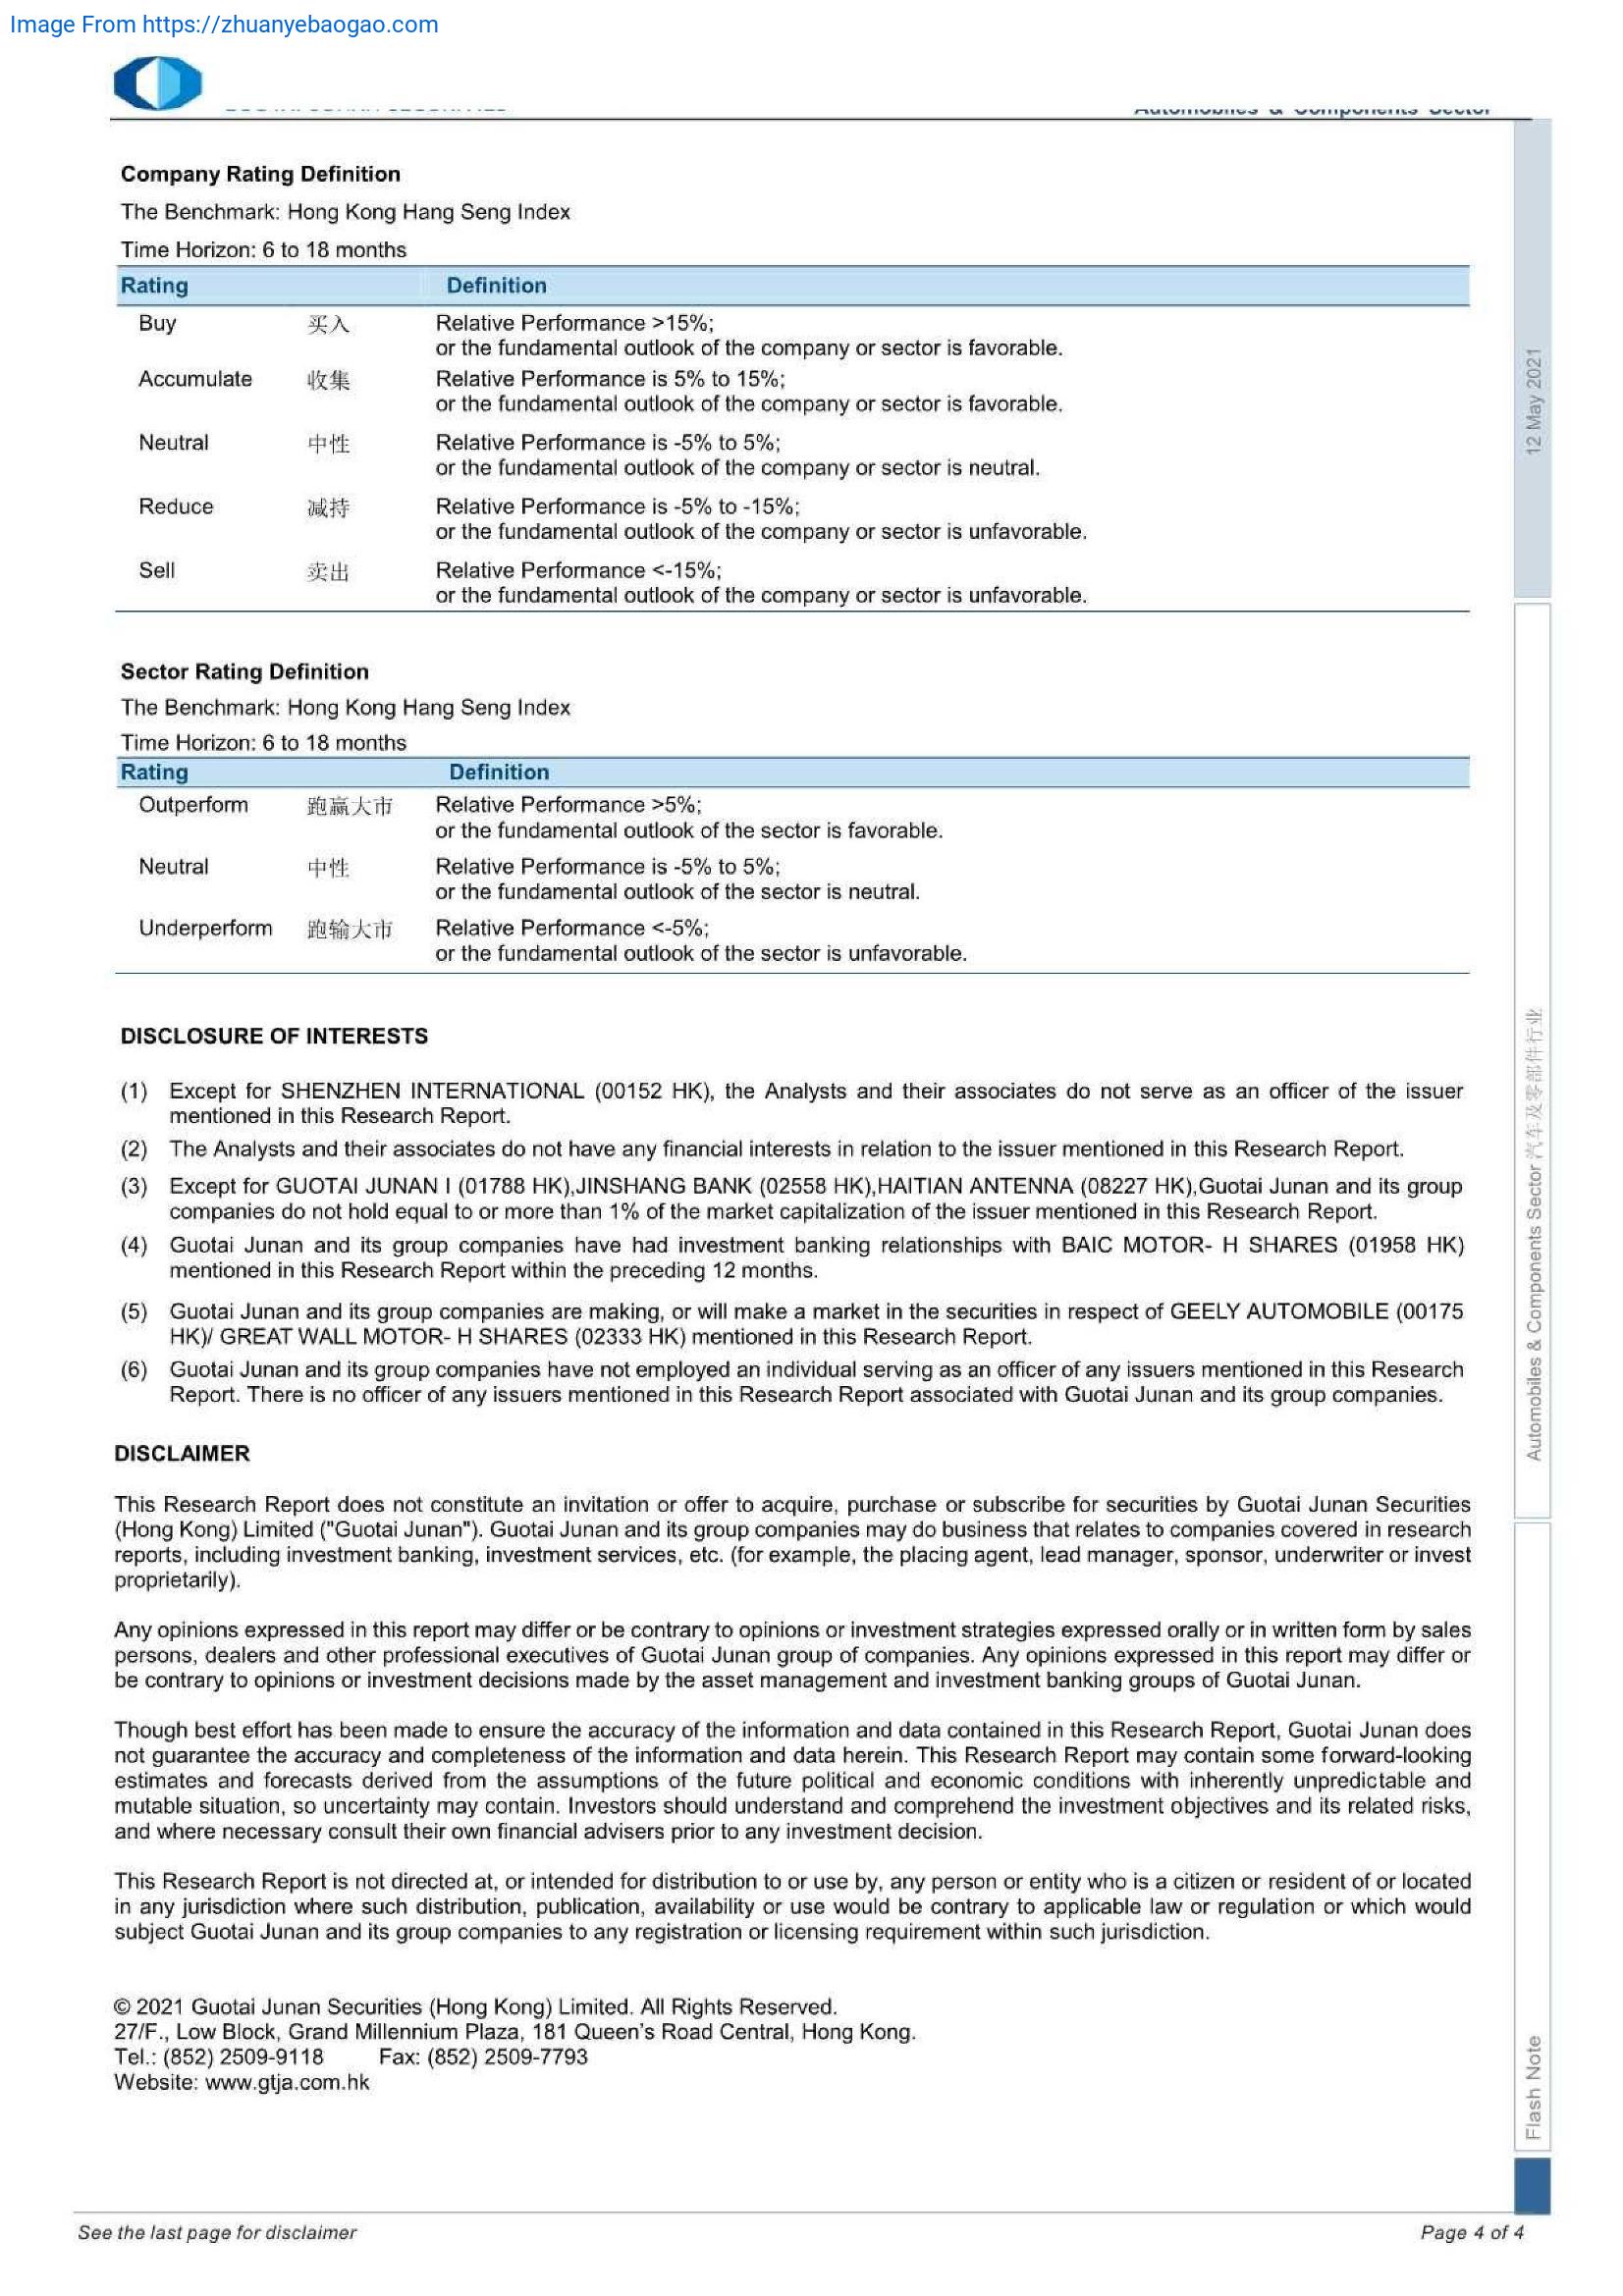 Image From https://zhuanyebaogao.com
Automobiles & Components Sector
Company Rating Definition
The Benchmark: Hong Kong Hang Seng Index
Time Horizon: 6 to 18 months
Rating Definition
Buy 买入 Relative Performance >15%;
or the fundamental outlook of the company or sector is favorable.
Accumulate 收集 Relative Performance is 5% to 15%;
or the fundamental outlook of the company or sector is favorable.
Neutral 中性 Relative Performance is -5% to 5%;
or the fundamental outlook of the company or sector is neutral.
Reduce 减持 Relative Performance is -5% to -15%;
or the fundamental outlook of the company or sector is unfavorable.
Sell 卖出 Relative Performance <-15%;
or the fundamental outlook of the company or sector is unfavorable.
Sector Rating Definition
The Benchmark: Hong Kong Hang Seng Index
Time Horizon: 6 to 18 months
Rating Definition
Outperform 跑赢大市 Relative Performance >5%;
or the fundamental outlook of the sector is favorable.
Neutral 中性 Relative Performance is -5% to 5%;
or the fundamental outlook of the sector is neutral.
Underperform 跑输大市 Relative Performance <-5%;
or the fundamental outlook of the sector is unfavorable.
DISCLOSURE OF INTERESTS
(1) Except for SHENZHEN INTERNATIONAL (00152 HK), the Analysts and their associates do not serve as an officer of the issuer
mentioned in this Research Report.
(2) The Analysts and their associates do not have any financial interests in relation to the issuer mentioned in this Research Report.
(3) Except for GUOTAI JUNAN I (01788 HK),JINSHANG BANK (02558 HK),HAITIAN ANTENNA (08227 HK),Guotai Junan and its group
companies do not hold equal to or more than 1% of the market capitalization of the issuer mentioned in this Research Report.
(4) Guotai Junan and its group companies have had investment banking relationships with BAIC MOTOR- H SHARES (01958 HK)
mentioned in this Research Report within the preceding 12 months.
(5) Guotai Junan and its group companies are making, or will make a market in the securities in respect of GEELY AUTOMOBILE (00175
HK)/ GREAT WALL MOTOR- H SHARES (02333 HK) mentioned in this Research Report.
(6) Guotai Junan and its group companies have not employed an individual serving as an officer of any issuers mentioned in this Research
Report. There is no officer of any issuers mentioned in this Research Report associated with Guotai Junan and its group companies.
DISCLAIMER
This Research Report does not constitute an invitation or offer to acquire, purchase or subscribe for securities by Guotai Junan Securities
(Hong Kong) Limited ("Guotai Junan"). Guotai Junan and its group companies may do business that relates to companies covered in research
reports, including investment banking, investment services, etc. (for example, the placing agent, lead manager, sponsor, underwriter or invest
proprietarily).
Any opinions expressed in this report may differ or be contrary to opinions or investment strategies expressed orally or in written form by sales
persons, dealers and other professional executives of Guotai Junan group of companies. Any opinions expressed in this report may differ or
be contrary to opinions or investment decisions made by the asset management and investment banking groups of Guotai Junan.
Though best effort has been made to ensure the accuracy of the information and data contained in this Research Report, Guotai Junan does
not guarantee the accuracy and completeness of the information and data herein. This Research Report may contain some forward-looking
estimates and forecasts derived from the assumptions of the future political and economic conditions with inherently unpredictable and
mutable situation, so uncertainty may contain. Investors should understand and comprehend the investment objectives and its related risks,
and where necessary consult their own financial advisers prior to any investment decision.
This Research Report is not directed at, or intended for distribution to or use by, any person or entity who is a citizen or resident of or located
in any jurisdiction where such distribution, publication, availability or use would be contrary to applicable law or regulation or which would
subject Guotai Junan and its group companies to any registration or licensing requirement within such jurisdiction.
© 2021 Guotai Junan Securities (Hong Kong) Limited. All Rights Reserved.
27/F., Low Block, Grand Millennium Plaza, 181 Queen's Road Central, Hong Kong.
Tel.: (852) 2509-9118 Fax: (852) 2509-7793
Website: www.gtja.com.hk
12 May 2021
Automobiles & Components Sector 汽车及零部件行业
Flash Note
See the last page for disclaimer
Page 4 of 4